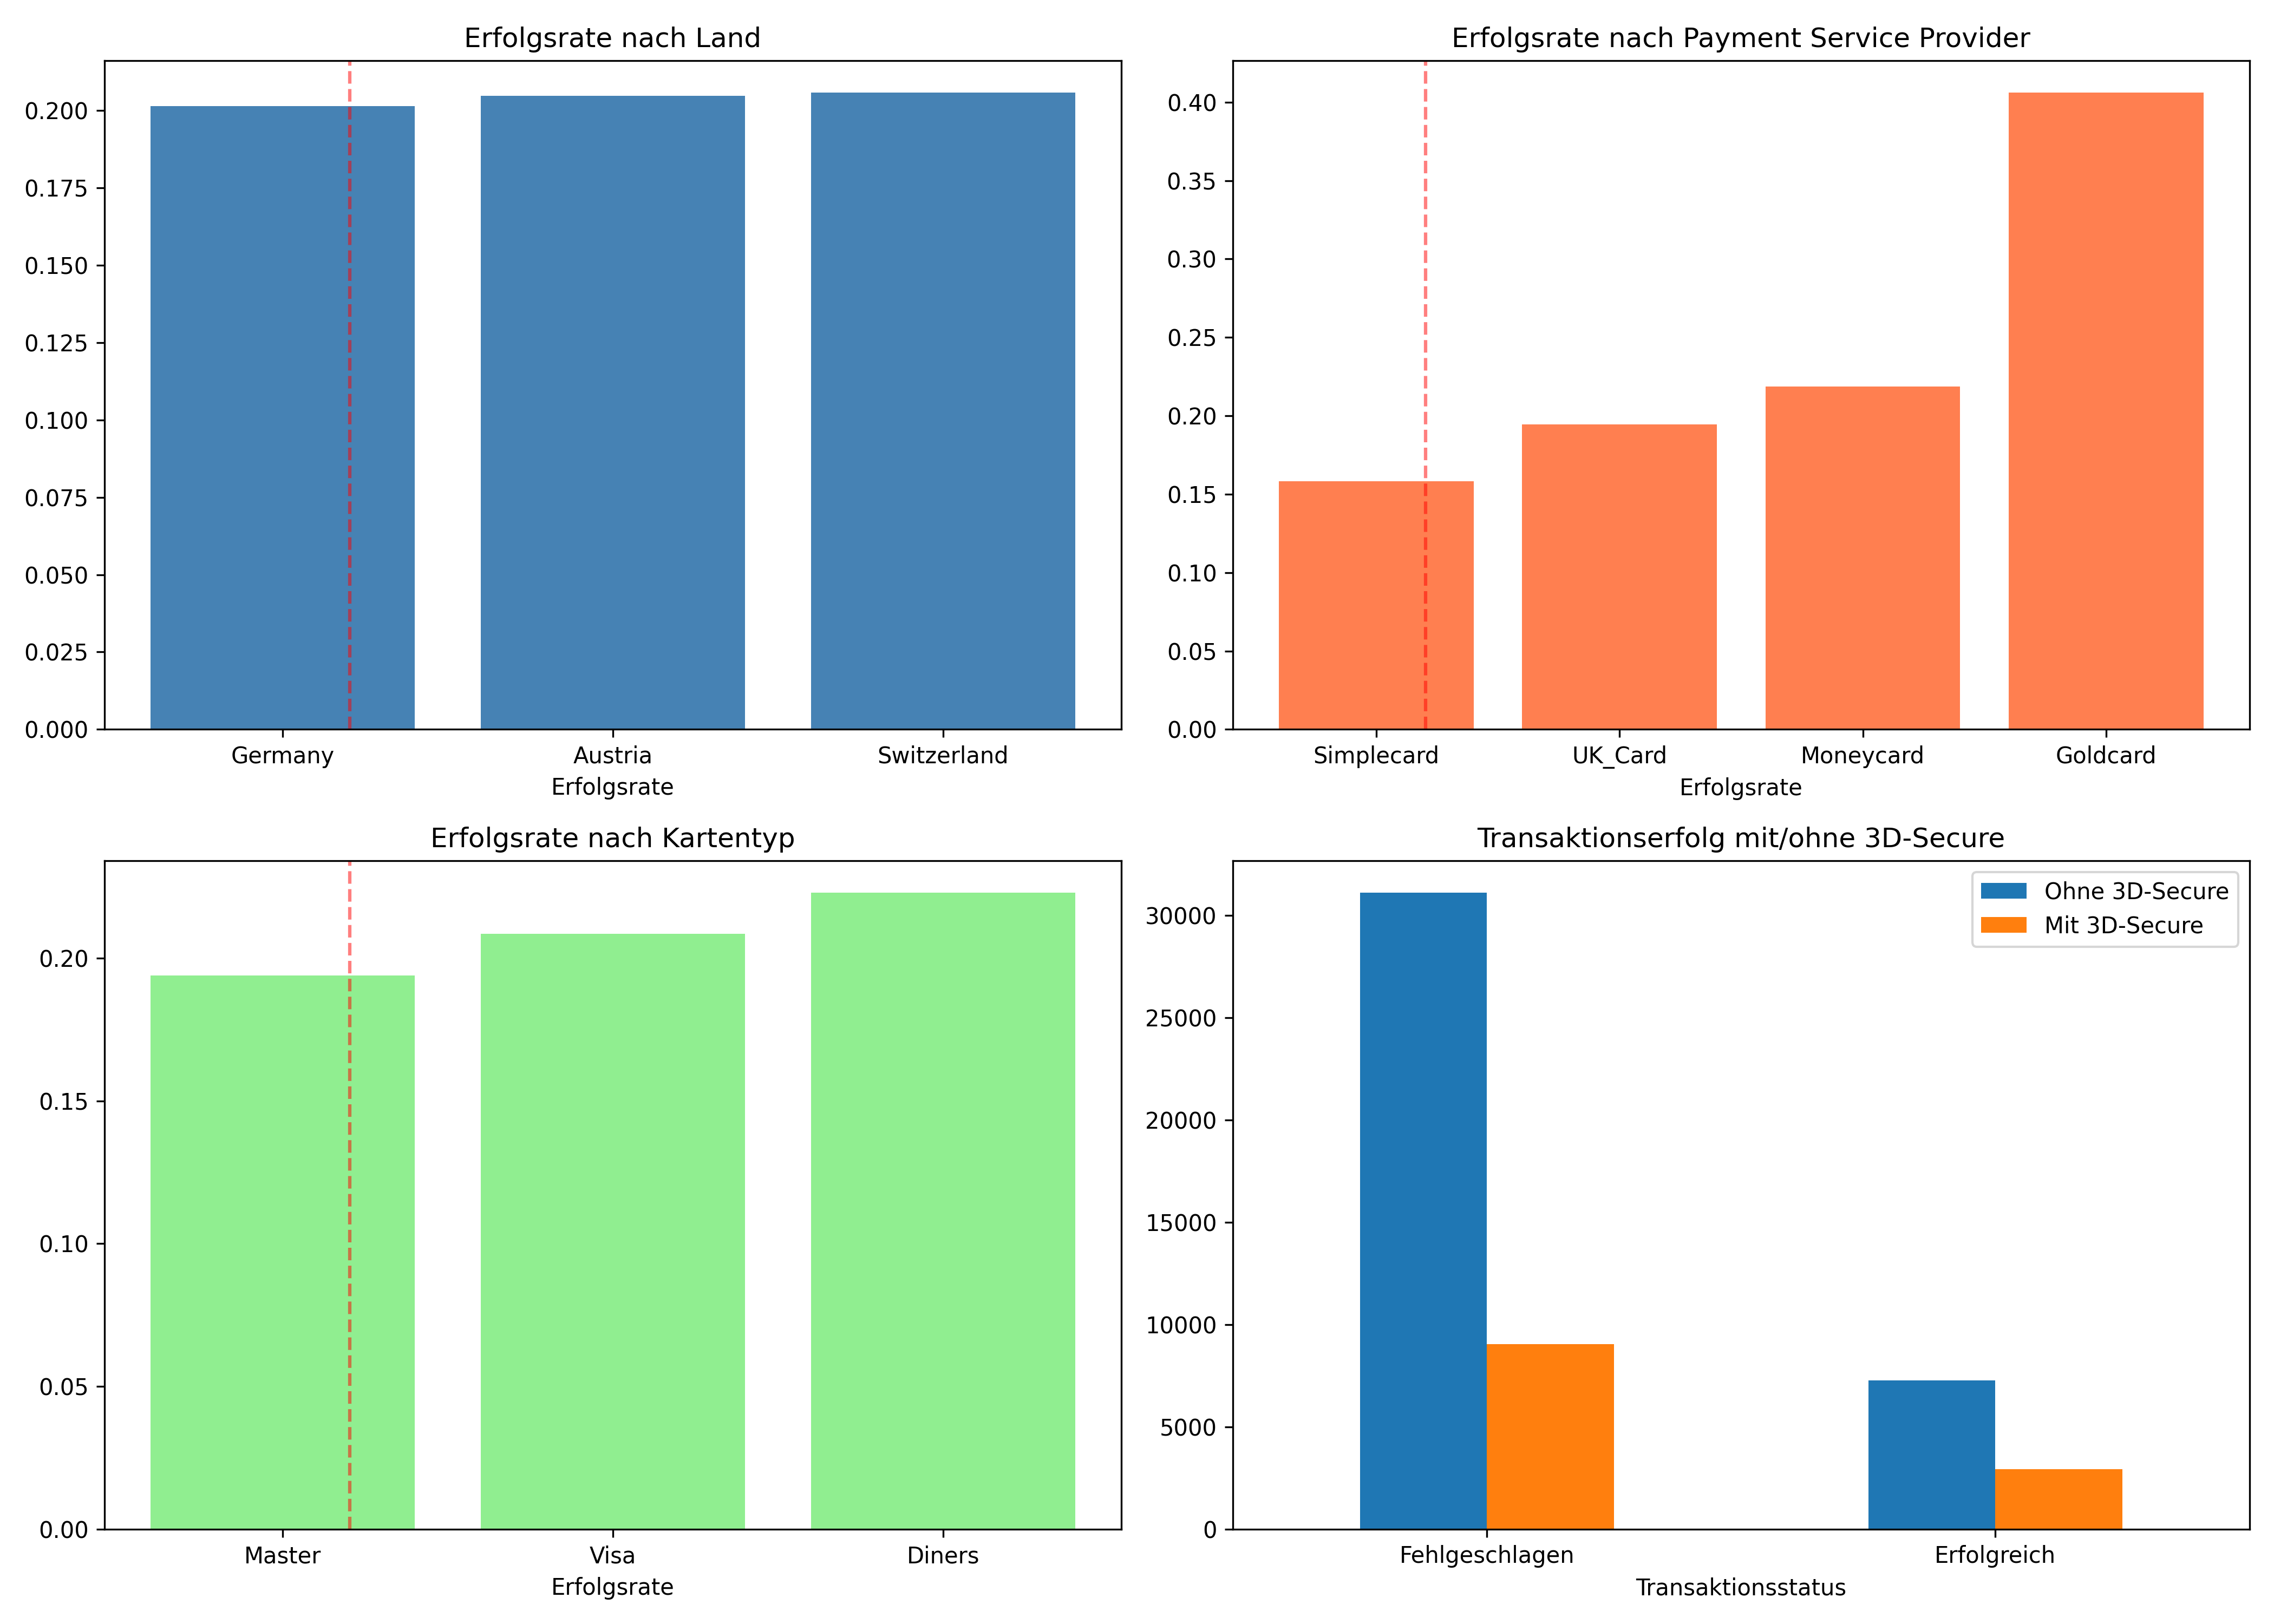 Erfolgsrate nach Land
0.200
0.175
0.150
0.125
0.100
0.075
0.050
0.025
0.000
Germany Austria Switzerland
Erfolgsrate
Erfolgsrate nach Payment Service Provider
0.40
0.35
0.30
0.25
0.20
0.15
0.10
0.05
0.00
Simplecard UK_Card Moneycard Goldcard
Erfolgsrate
Erfolgsrate nach Kartentyp
0.20
0.15
0.10
0.05
0.00
Master Visa Diners
Erfolgsrate
Transaktionserfolg mit/ohne 3D-Secure
Ohne 3D-Secure
Mit 3D-Secure
30000
25000
20000
15000
10000
5000
0
Fehlgeschlagen Erfolgreich
Transaktionsstatus